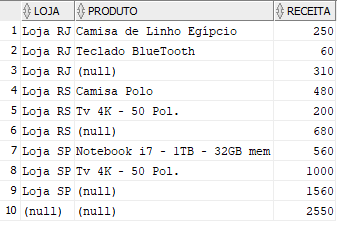 LOJA PRODUTO RECEITA
1 Loja RJ Camisa de Linho Egípcio 250
2 Loja RJ Teclado BlueTooth 60
3 Loja RJ (null) 310
4 Loja RS Camisa Polo 480
5 Loja RS Tv 4K - 50 Pol. 200
6 Loja RS (null) 680
7 Loja SP Notebook i7 - 1TB - 32GB mem 560
8 Loja SP Tv 4K - 50 Pol. 1000
9 Loja SP (null) 1560
10 (null) (null) 2550